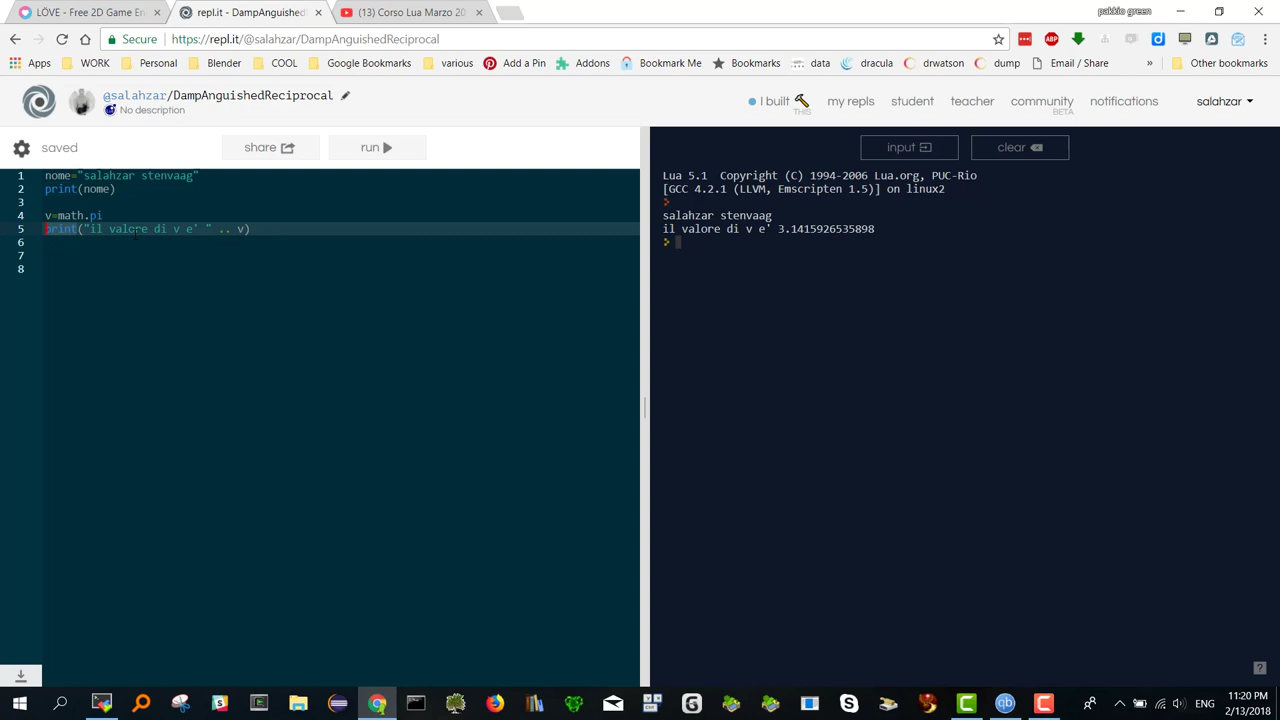 LÖVE - Free 2D Game En
repl.it - DampAnguishedRec
(13) Corso Lua Marzo 20
pakkio green
Secure
https://repl.it/@salahzar/DampAnguishedReciprocal
ABP
Apps
WORK
Personal
Blender
COOL
Google Bookmarks
various
Add a Pin
Addons
Bookmark Me
Bookmarks
data
dracula
drwatson
dump
Email / Share
»
Other bookmarks
@salahzar/DampAnguishedReciprocal
No description
I built
THIS
my repls
student
teacher
community
BETA
notifications
salahzar
saved
share
run
input
clear
1 nome="salahzar stenvaag"
2 print(nome)
3
4 v=math.pi
5 print("il valore di v e' " .. v)
6
7
8
Lua 5.1 Copyright (C) 1994-2006 Lua.org, PUC-Rio
[GCC 4.2.1 (LLVM, Emscripten 1.5)] on linux2
salahzar stenvaag
il valore di v e' 3.1415926535898
?
ENG
11:20 PM
2/13/2018